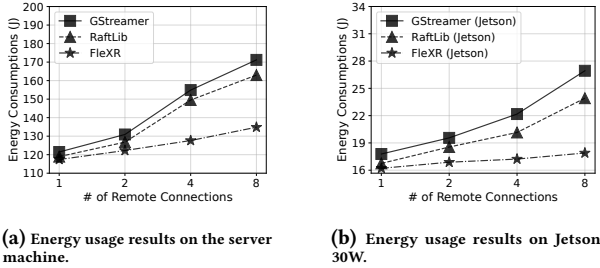 Energy Consumptions (J)
200
190
180
170
160
150
140
130
120
110
GStreamer
RaftLib
FleXR
1
2
4
8
# of Remote Connections
(a) Energy usage results on the server
machine.
Energy Consumptions (J)
34
31
28
25
22
19
16
GStreamer (Jetson)
RaftLib (Jetson)
FleXR (Jetson)
1
2
4
8
# of Remote Connections
(b) Energy usage results on Jetson
30W.